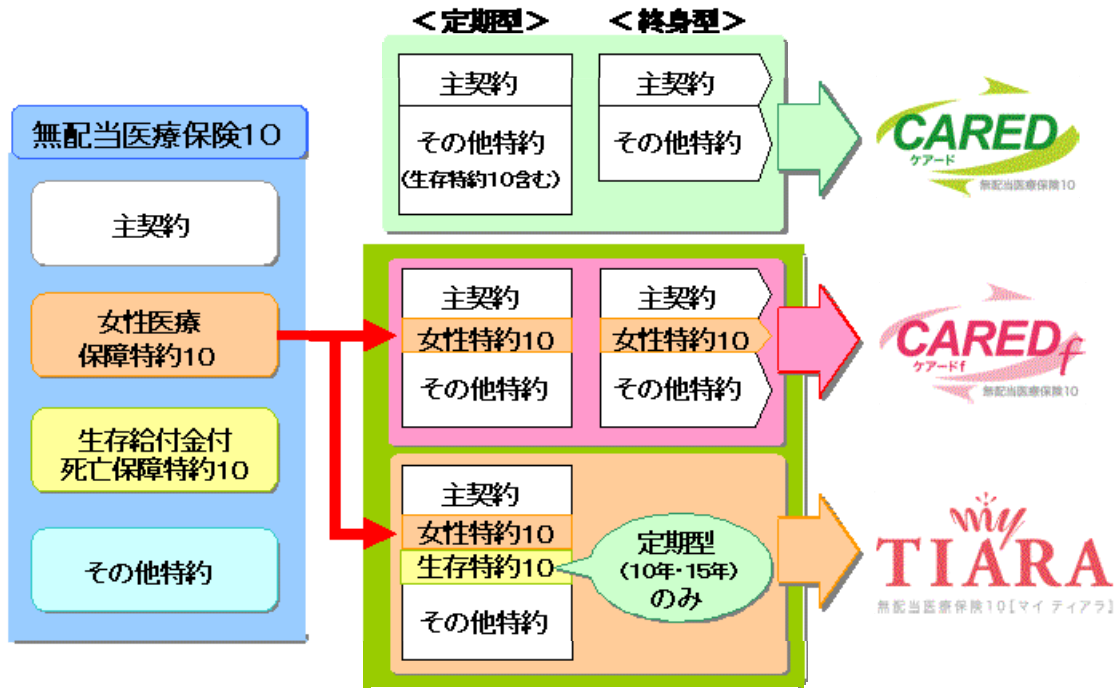 <定期型>
<終身型>
無配当医療保険10
主契約
女性医療
保障特約10
生存給付金付
死亡保障特約10
その他特約
主契約
その他特約
(生存特約10含む)
主契約
その他特約
CARED
ケアード
無配当医療保険10
主契約
女性特約10
その他特約
主契約
女性特約10
その他特約
CAREDf
ケアードf
無配当医療保険10
主契約
女性特約10
生存特約10
その他特約
定期型
(10年・15年)
のみ
my
TIARA
無配当医療保険10[マイ ティアラ]